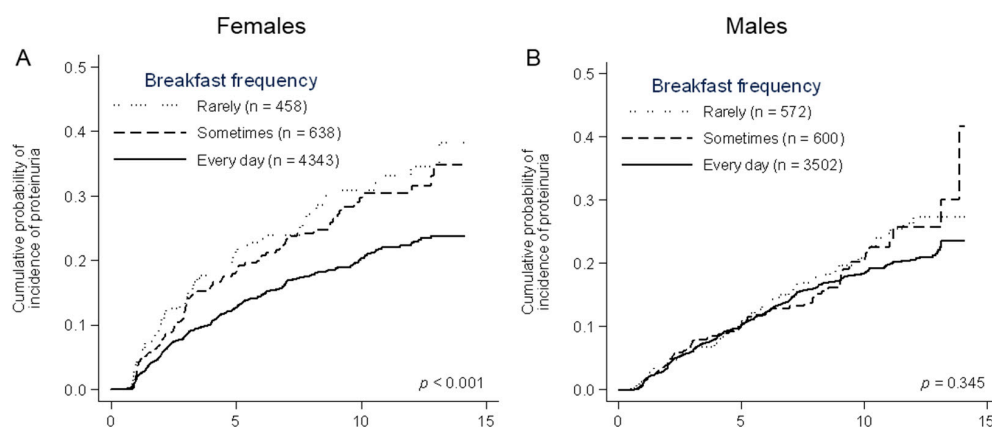 Females
A
Cumulative probability of
incidence of proteinuria
0.5
0.4
0.3
0.2
0.1
0.0
Breakfast frequency
Rarely (n = 458)
Sometimes (n = 638)
Every day (n = 4343)
p < 0.001
0
5
10
15
Males
B
Cumulative probability of
incidence of proteinuria
0.5
0.4
0.3
0.2
0.1
0.0
Breakfast frequency
Rarely (n = 572)
Sometimes (n = 600)
Every day (n = 3502)
p = 0.345
0
5
10
15